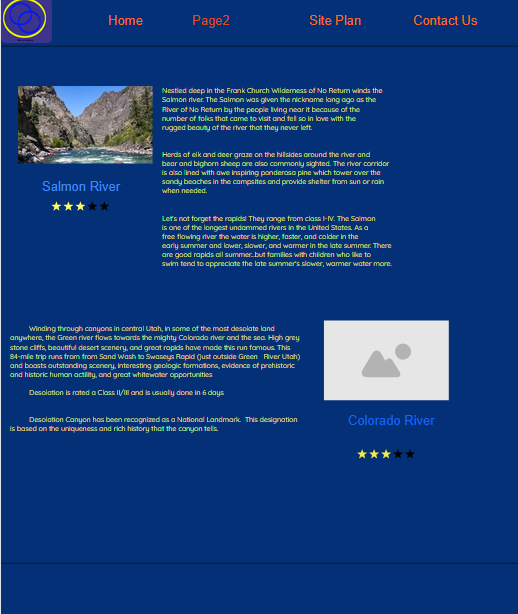 Home Page2 Site Plan Contact Us
Nestled deep in the Frank Church Wilderness of No Return winds the
Salmon river. The Salmon was given the nickname long ago as the
River of No Return by the people living near it because of the
number of folks that came to visit and fell so in love with the
rugged beauty of the river that they never left.
Herds of elk and deer graze on the hillsides around the river and
bear and bighorn sheep are also commonly sighted. The river corridor
is also lined with awe inspiring panderosa pine which tower over the
sandy beaches in the campsites and provide shelter from sun or rain
when needed.
Salmon River
Let's not forget the rapids! They range from class I-IV. The Salmon
is one of the longest undammed rivers in the United States. As a
free flowing river the water is higher, faster, and colder in the
early summer and lower, slower, and warmer in the late summer. There
are good rapids all summer...but families with children who like to
swim tend to appreciate the late summer's slower, warmer water more.
Winding through canyons in central Utah, in some of the most desolate land
anywhere, the Green river flows towards the mighty Colorado river and the sea. High grey
stone cliffs, beautiful desert scenery, and great rapids have made this run famous. This
84-mile trip runs from from Sand Wash to Swaseys Rapid (just outside Green River Utah)
and boasts outstanding scenery, interesting geologic formations, evidence of prehistoric
and historic human actility, and great whitewater opportunities
Desolation is rated a Class II/III and is usually done in 6 days
Desolation Canyon has been recognized as a National Landmark. This designation
is based on the uniqueness and rich history that the canyon tells.
Colorado River